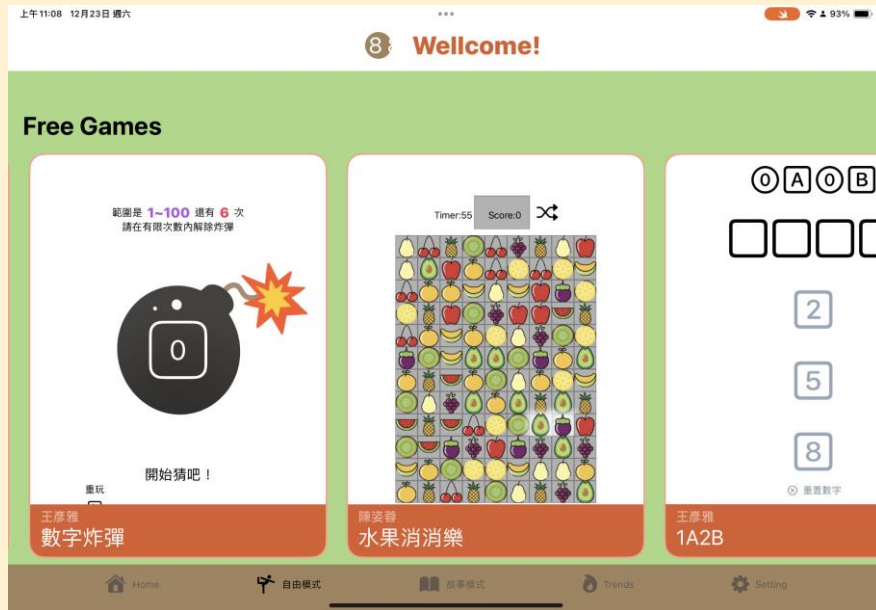 上午11:08 12月23日 週六
93%
8 Wellcome!
Free Games
範圍是 1~100 還有 6 次
請在有限次數內解除炸彈
0
開始猜吧！
重玩
王彥雅
數字炸彈
Timer:55 Score:0
陳姿蓉
水果消消樂
0 A 0 B
2
5
8
重置數字
王彥雅
1A2B
Home
自由模式
故事模式
Trends
Setting